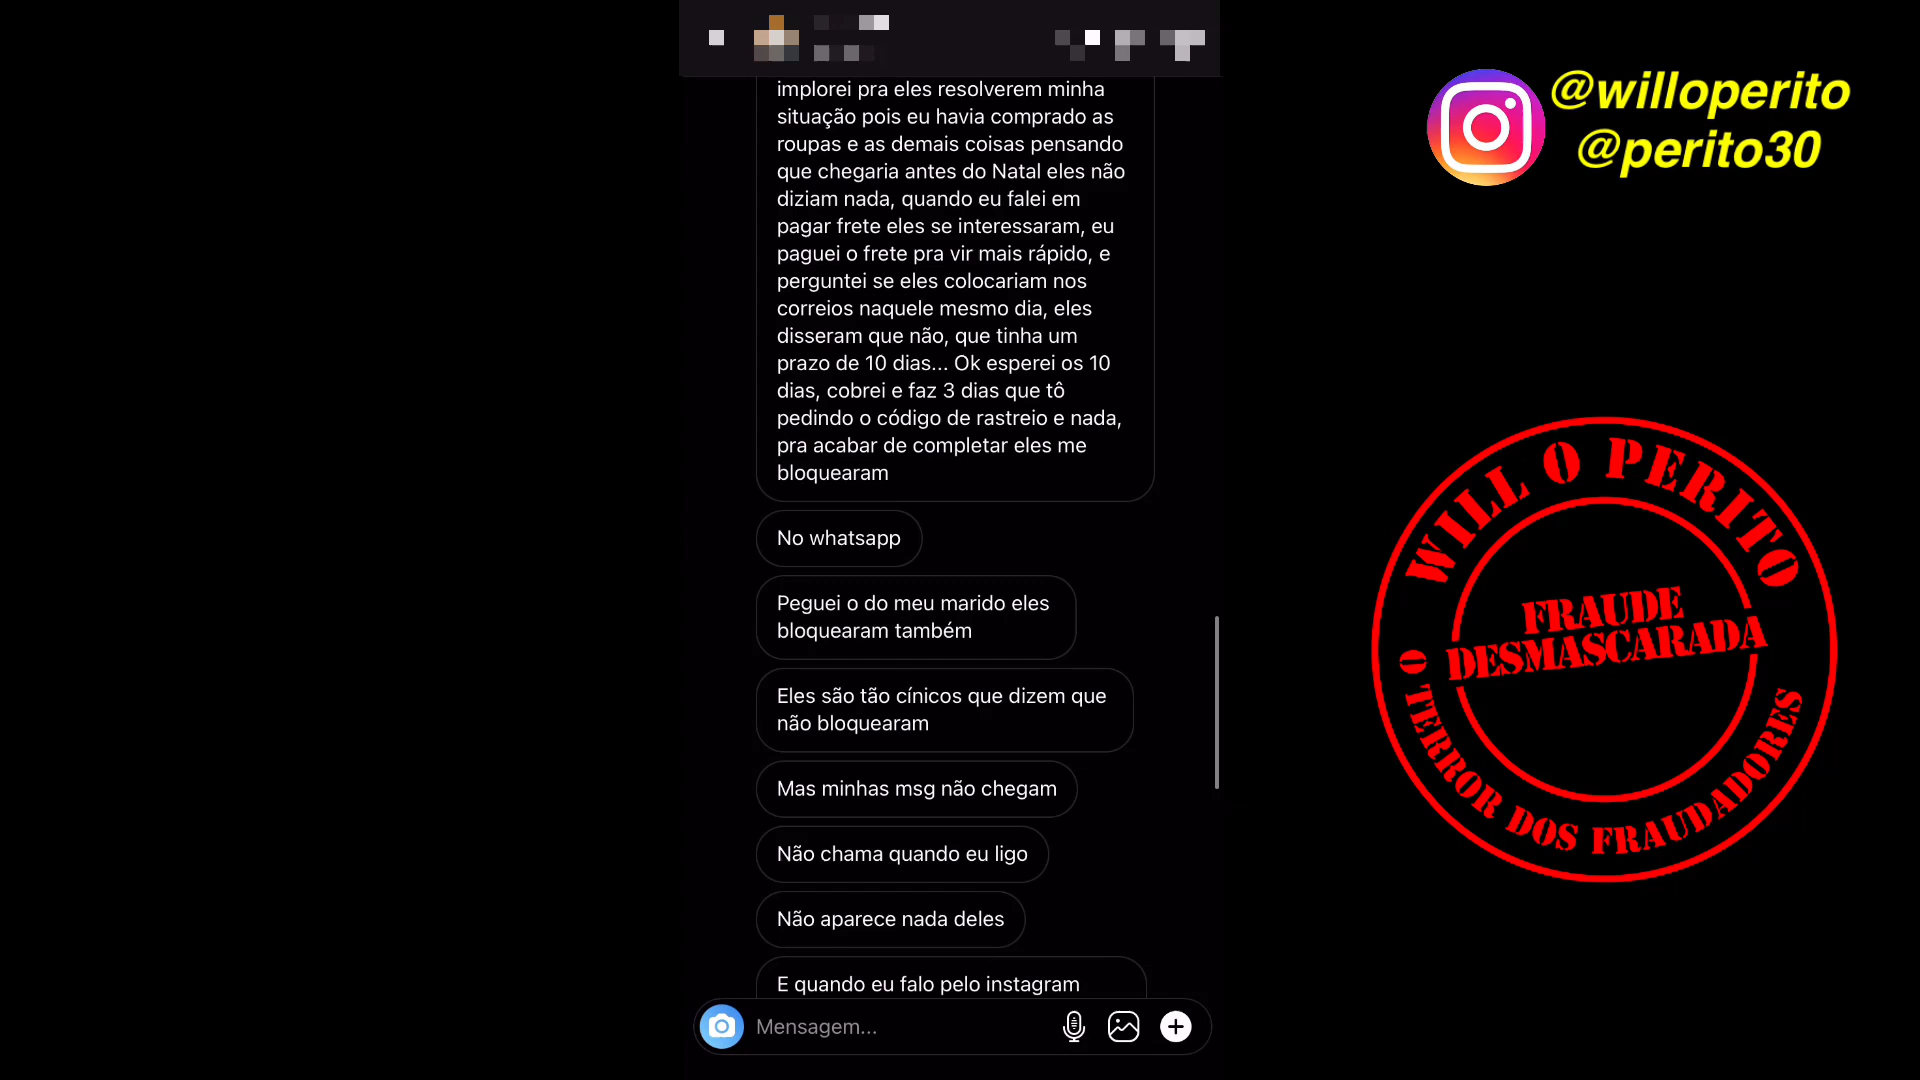 implorei pra eles resolverem minha
situação pois eu havia comprado as
roupas e as demais coisas pensando
que chegaria antes do Natal eles não
diziam nada, quando eu falei em
pagar frete eles se interessaram, eu
paguei o frete pra vir mais rápido, e
perguntei se eles colocariam nos
correios naquele mesmo dia, eles
disseram que não, que tinha um
prazo de 10 dias... Ok esperei os 10
dias, cobrei e faz 3 dias que tô
pedindo o código de rastreio e nada,
pra acabar de completar eles me
bloquearam
No whatsapp
Peguei o do meu marido eles
bloquearam também
Eles são tão cínicos que dizem que
não bloquearam
Mas minhas msg não chegam
Não chama quando eu ligo
Não aparece nada deles
E quando eu falo pelo instagram
Mensagem...
@willoperito
@perito30
WILL O PERITO
FRAUDE
DESMASCARADA
O TERROR DOS FRAUDADORES